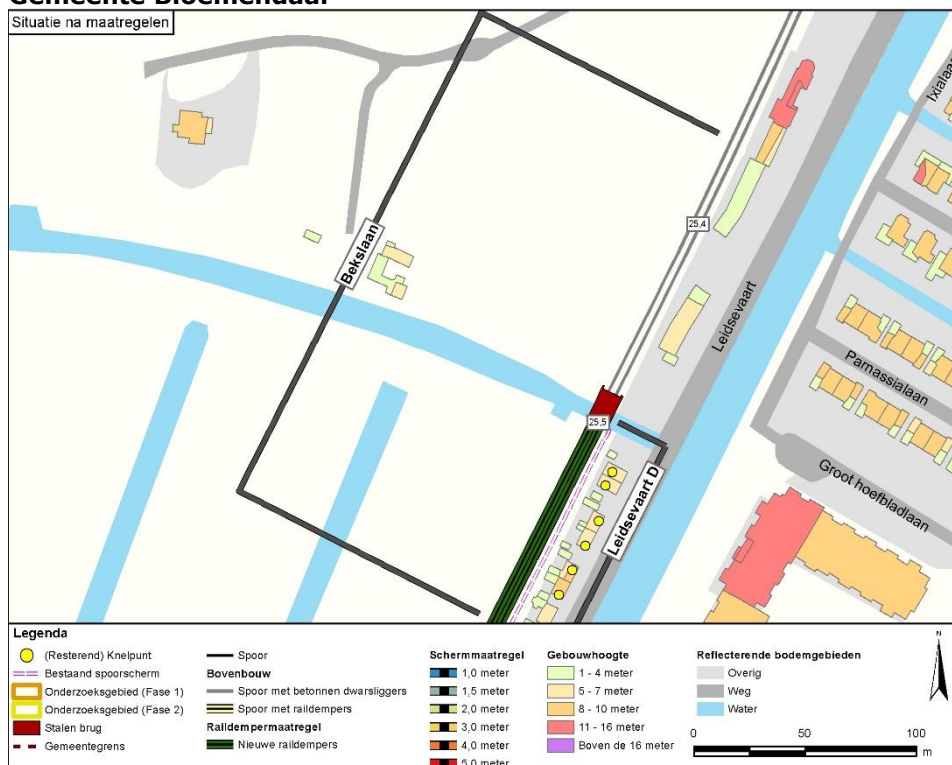 Gemeente Bloemendaal
Situatie na maatregelen
Ixialaan
25,4
Bekslaan
Leidsevaart
Parnassialaan
25,5
Groot hoefbladlaan
Leidsevaart D
Legenda
(Resterend) Knelpunt
Bestaand spoorscherm
Onderzoeksgebied (Fase 1)
Onderzoeksgebied (Fase 2)
Stalen brug
Gemeentegrens
Spoor
Bovenbouw
Spoor met betonnen dwarsliggers
Spoor met raildempers
Raildempermaatregel
Nieuwe raildempers
Schermmaatregel
1,0 meter
1,5 meter
2,0 meter
3,0 meter
4,0 meter
5,0 meter
Gebouwhoogte
1 - 4 meter
5 - 7 meter
8 - 10 meter
11 - 16 meter
Boven de 16 meter
Reflecterende bodemgebieden
Overig
Weg
Water
N
0 50 100
m